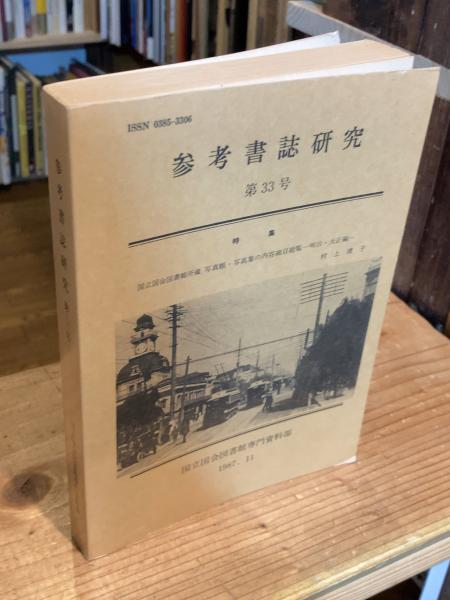 ISSN 0385-3306
参考書誌研究
第33号
特集
国立国会図書館所蔵 写真帖・写真集の内容細目総覧―明治・大正編―
村上清子
国立国会図書館専門資料部
1987. 11
参考書誌研究